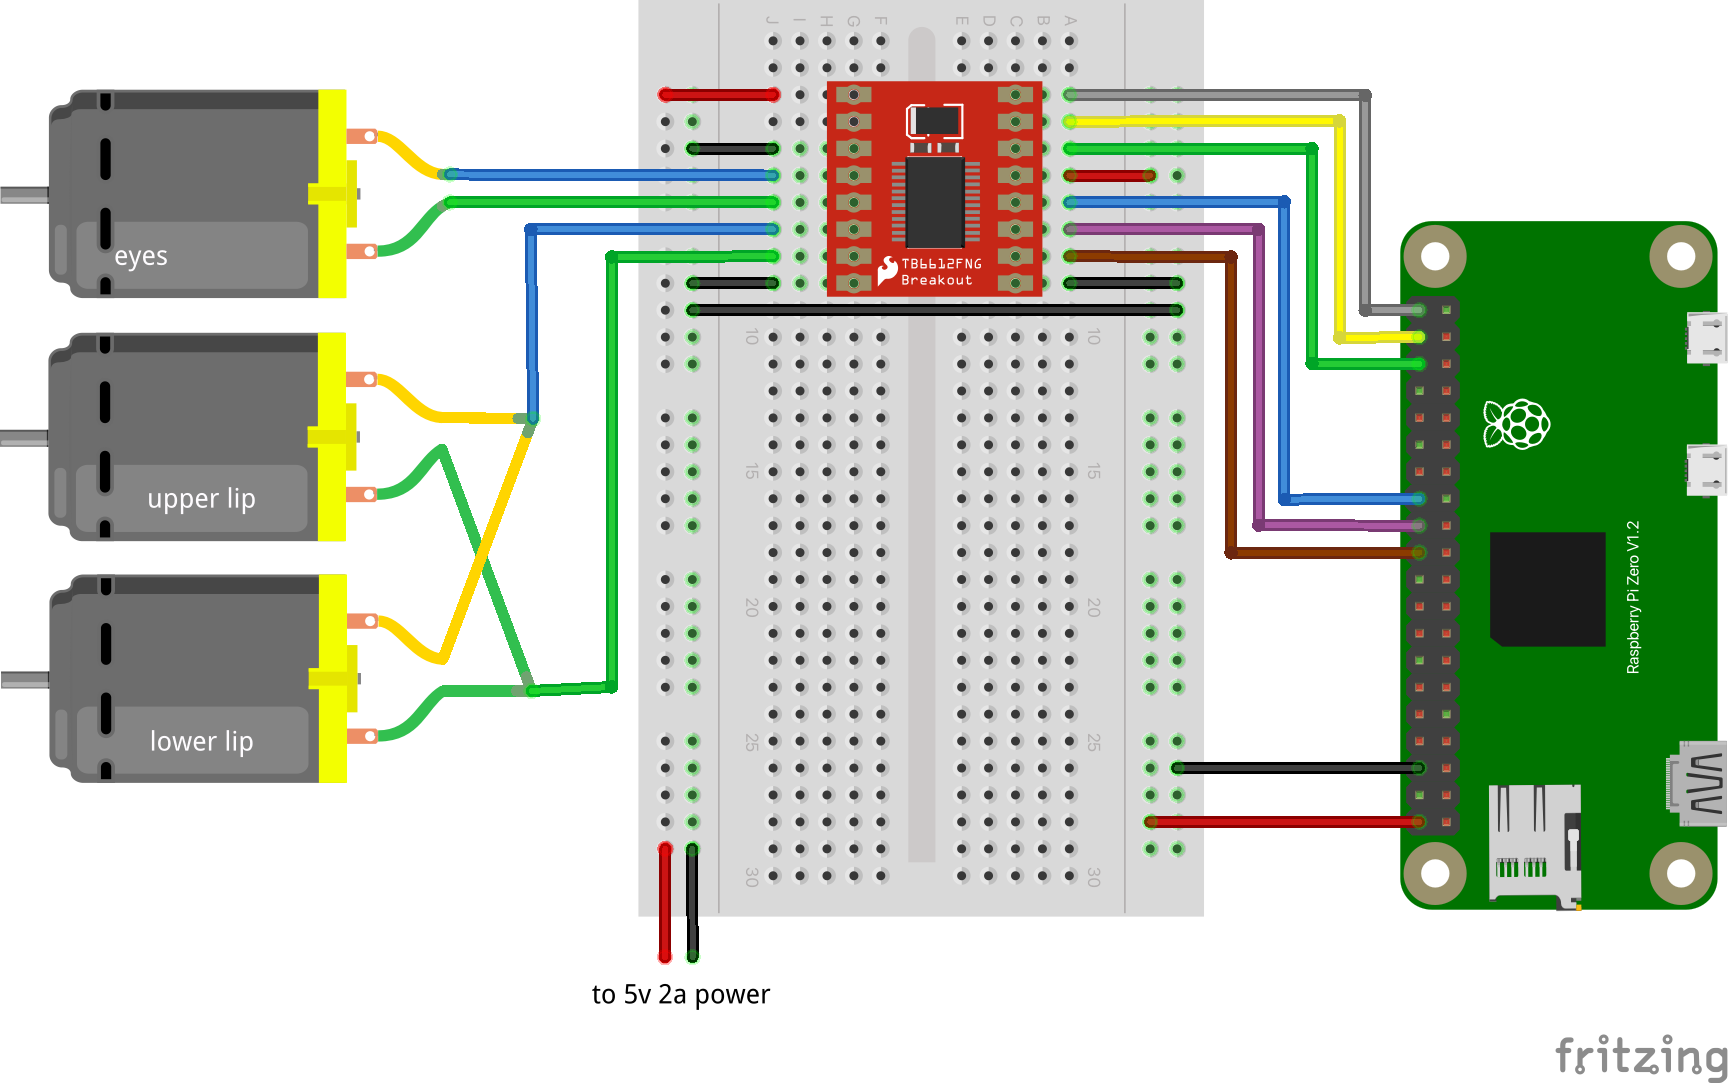 J I H G F E D C B A
eyes
TB6612FNG
Breakout
10 10
upper lip
15 15
Raspberry Pi Zero V1.2
20 20
lower lip
25 25
30 30
to 5v 2a power
fritzing